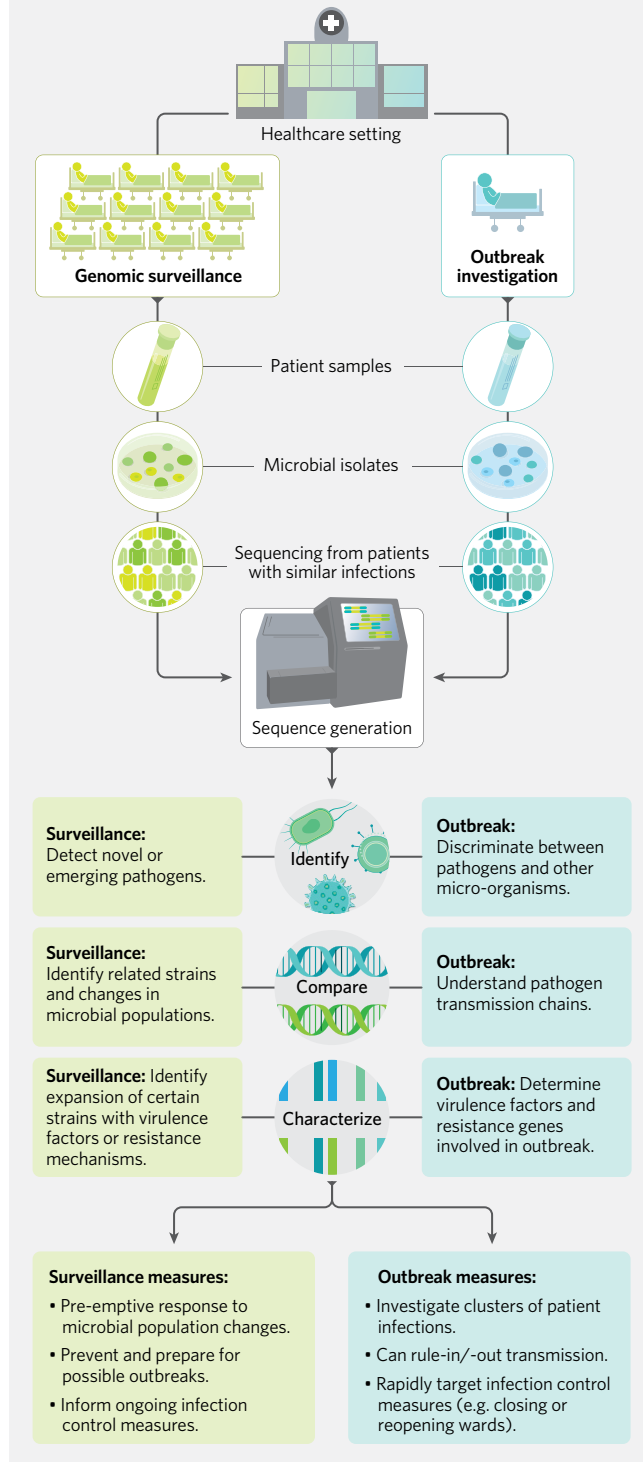 Healthcare setting
Genomic surveillance
Outbreak
investigation
Patient samples
Microbial isolates
Sequencing from patients
with similar infections
Sequence generation
Surveillance:
Detect novel or
emerging pathogens.
Identify
Outbreak:
Discriminate between
pathogens and other
micro-organisms.
Surveillance:
Identify related strains
and changes in
microbial populations.
Compare
Outbreak:
Understand pathogen
transmission chains.
Surveillance: Identify
expansion of certain
strains with virulence
factors or resistance
mechanisms.
Characterize
Outbreak: Determine
virulence factors and
resistance genes
involved in outbreak.
Surveillance measures:
• Pre-emptive response to
microbial population changes.
• Prevent and prepare for
possible outbreaks.
• Inform ongoing infection
control measures.
Outbreak measures:
• Investigate clusters of patient
infections.
• Can rule-in/-out transmission.
• Rapidly target infection control
measures (e.g. closing or
reopening wards).